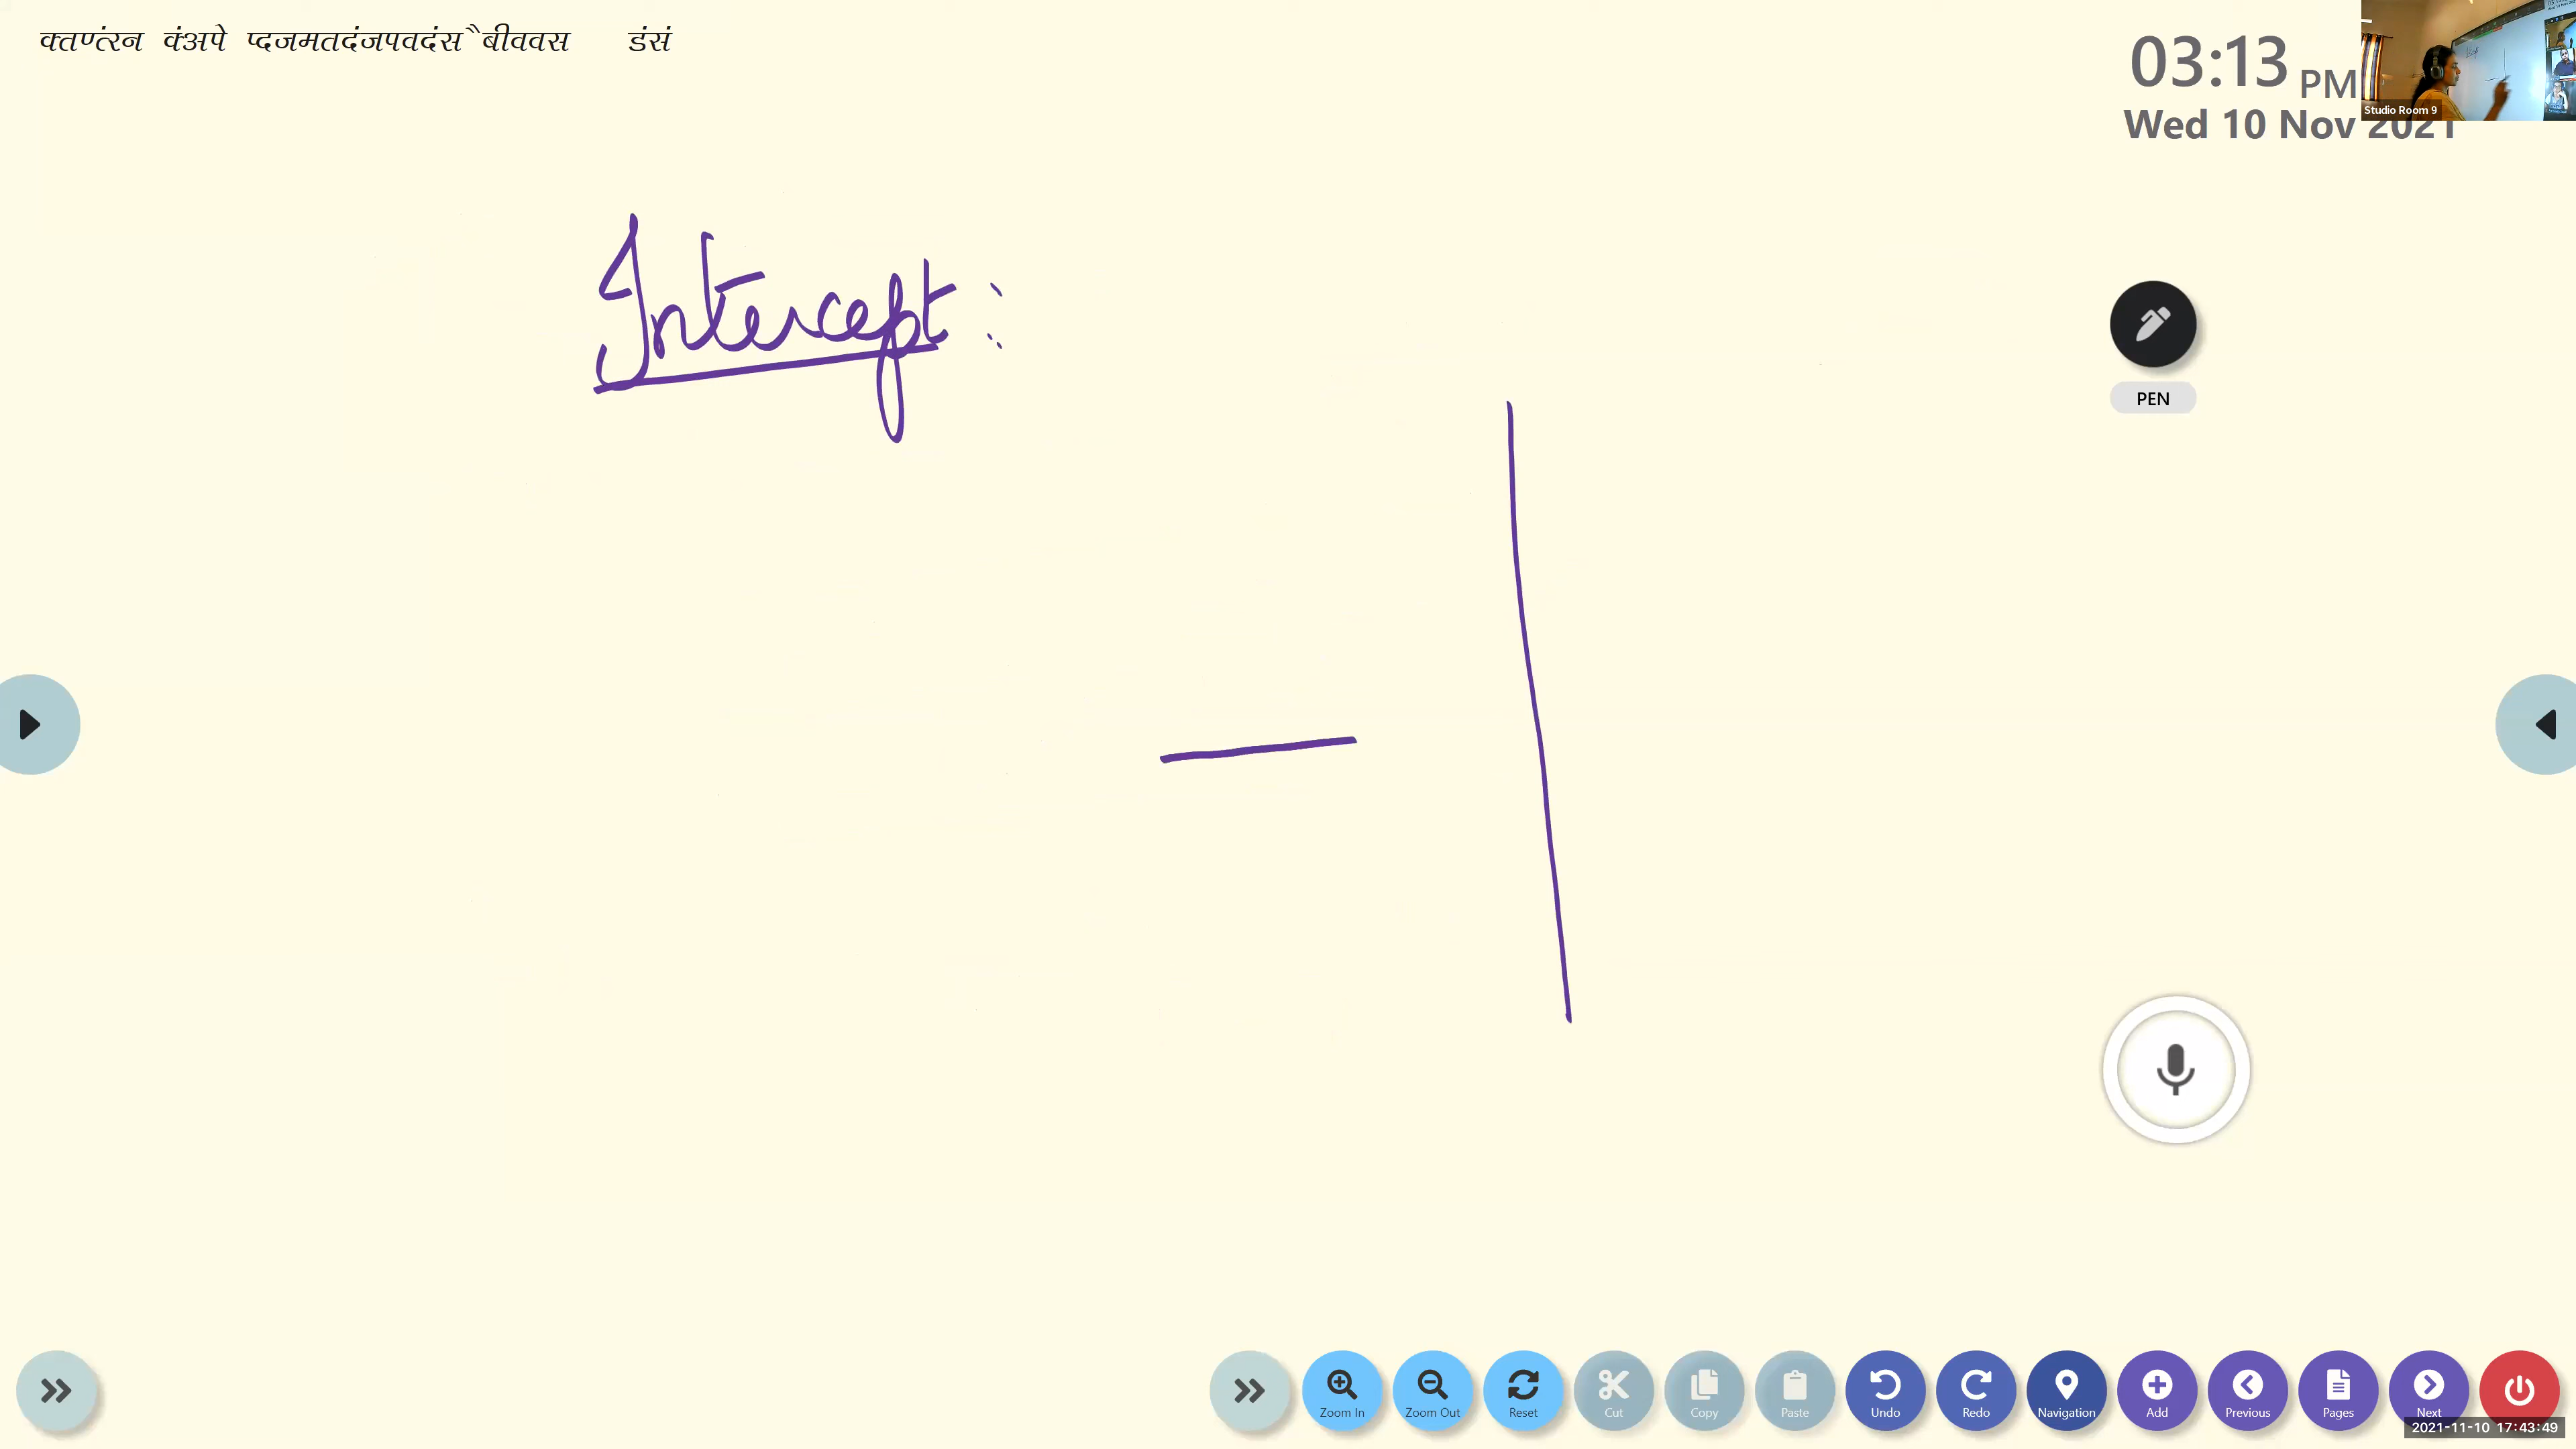 क्तण्ंरन कंअपे प्दजमतदंजपवदंस ैबीववस डंसं
03:13 PM
Wed 10 Nov 2021
Studio Room 9
Intercept :
PEN
Zoom In
Zoom Out
Reset
Cut
Copy
Paste
Undo
Redo
Navigation
Add
Previous
Pages
Next
2021-11-10 17:43:49